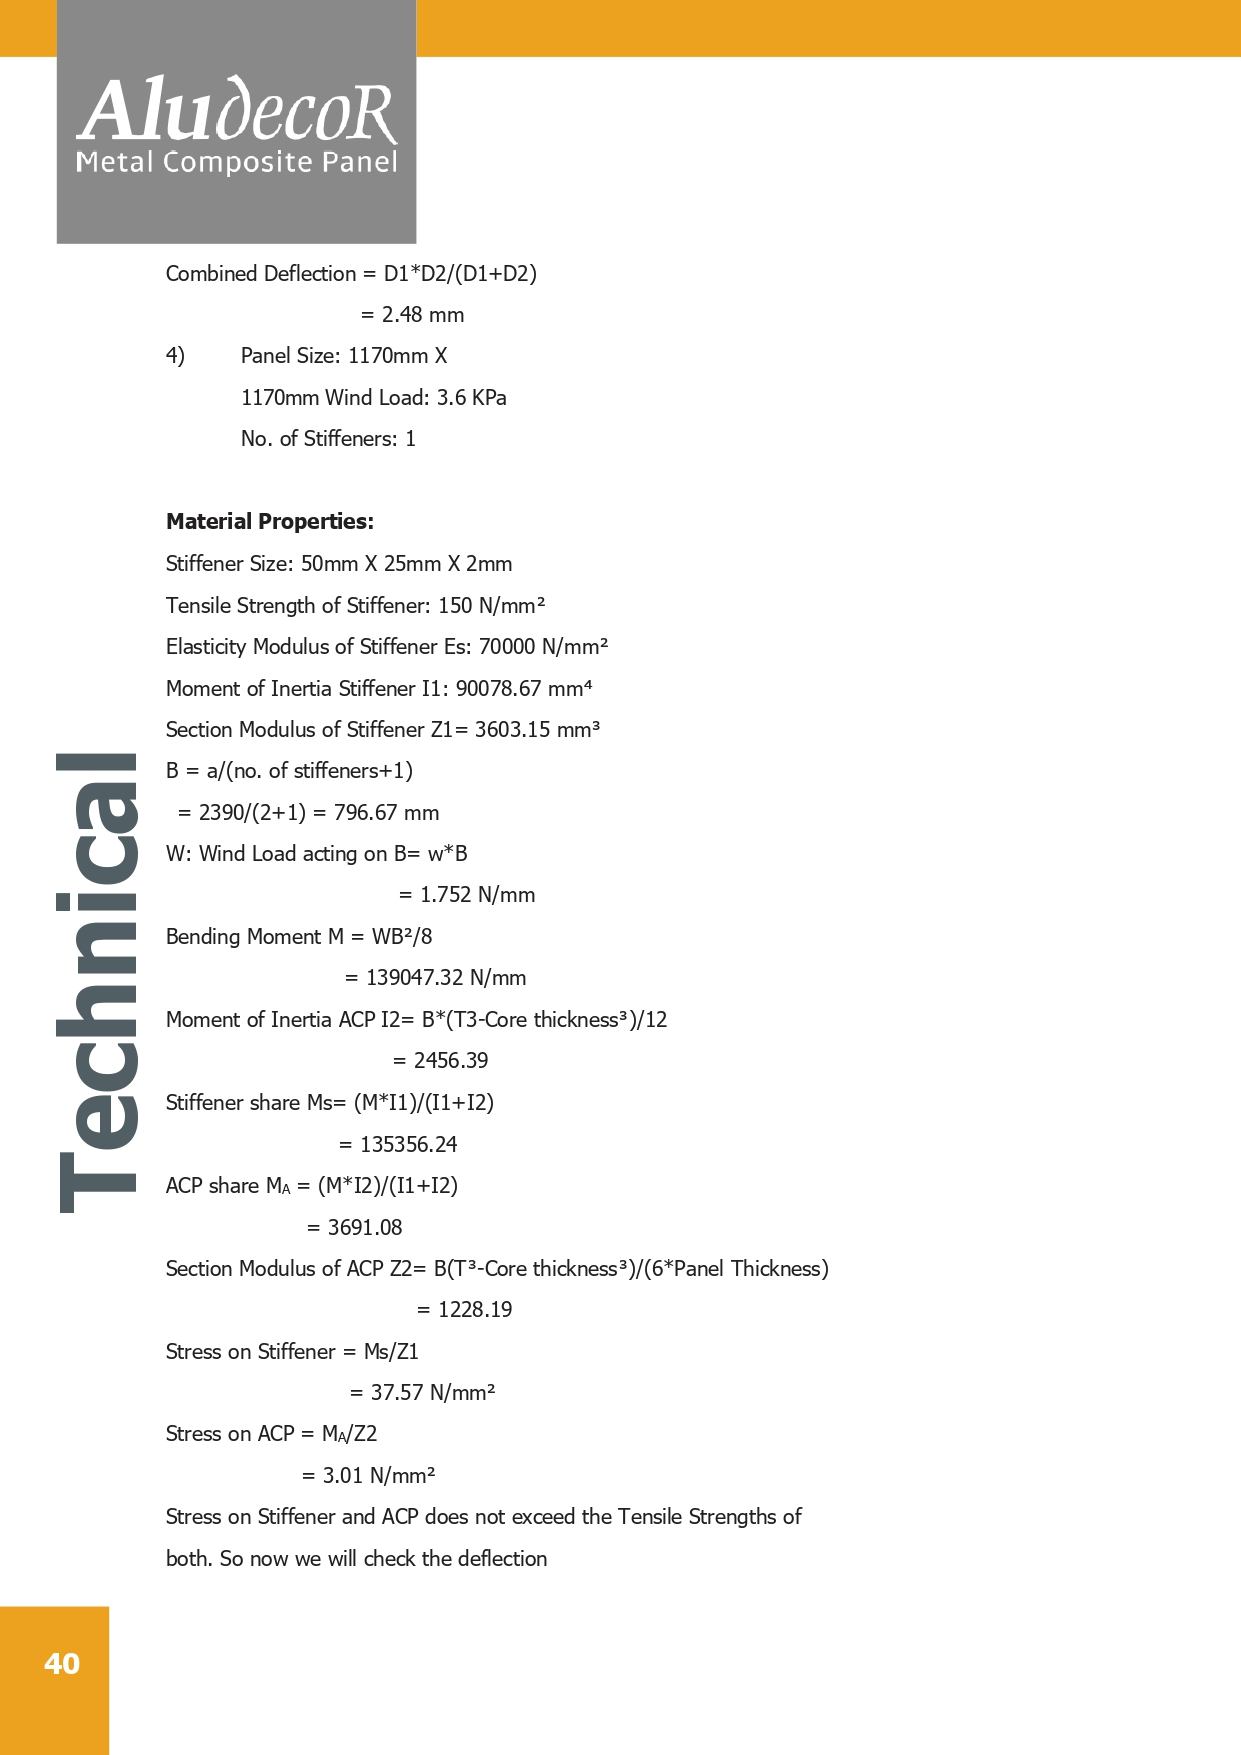 AludecoR
Metal Composite Panel
Combined Deflection = D1*D2/(D1+D2)
= 2.48 mm
4) Panel Size: 1170mm X
1170mm Wind Load: 3.6 KPa
No. of Stiffeners: 1
Material Properties:
Stiffener Size: 50mm X 25mm X 2mm
Tensile Strength of Stiffener: 150 N/mm²
Elasticity Modulus of Stiffener Es: 70000 N/mm²
Moment of Inertia Stiffener I1: 90078.67 mm⁴
Section Modulus of Stiffener Z1= 3603.15 mm³
B = a/(no. of stiffeners+1)
= 2390/(2+1) = 796.67 mm
W: Wind Load acting on B= w*B
= 1.752 N/mm
Bending Moment M = WB²/8
= 139047.32 N/mm
Moment of Inertia ACP I2= B*(T3-Core thickness³)/12
= 2456.39
Stiffener share Ms= (M*I1)/(I1+I2)
= 135356.24
ACP share MA = (M*I2)/(I1+I2)
= 3691.08
Section Modulus of ACP Z2= B(T³-Core thickness³)/(6*Panel Thickness)
= 1228.19
Stress on Stiffener = Ms/Z1
= 37.57 N/mm²
Stress on ACP = MA/Z2
= 3.01 N/mm²
Stress on Stiffener and ACP does not exceed the Tensile Strengths of
both. So now we will check the deflection
Technical
40